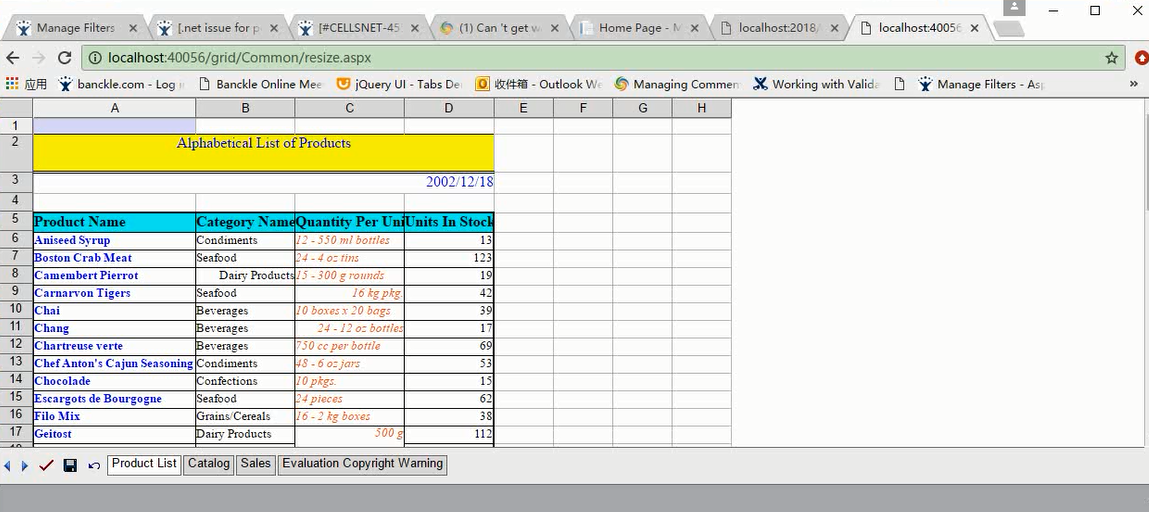 Manage Filters [.net issue for p [#CELLSNET-45 (1) Can 't get w Home Page - M localhost:2018/ localhost:40056
localhost:40056/grid/Common/resize.aspx
应用 banckle.com - Log Banckle Online Mee jQuery UI - Tabs De 收件箱 - Outlook W Managing Commen Working with Valida Manage Filters - Asp »
A B C D E F G H
1
2 Alphabetical List of Products
3 2002/12/18
4
5 Product Name Category Name Quantity Per Uni Units In Stock
6 Aniseed Syrup Condiments 12 - 550 ml bottles 13
7 Boston Crab Meat Seafood 24 - 4 oz tins 123
8 Camembert Pierrot Dairy Products 15 - 300 g rounds 19
9 Carnarvon Tigers Seafood 16 kg pkg. 42
10 Chai Beverages 10 boxes x 20 bags 39
11 Chang Beverages 24 - 12 oz bottles 17
12 Chartreuse verte Beverages 750 cc per bottle 69
13 Chef Anton's Cajun Seasoning Condiments 48 - 6 oz jars 53
14 Chocolade Confections 10 pkgs. 15
15 Escargots de Bourgogne Seafood 24 pieces 62
16 Filo Mix Grains/Cereals 16 - 2 kg boxes 38
17 Geitost Dairy Products 500 g 112
Product List Catalog Sales Evaluation Copyright Warning